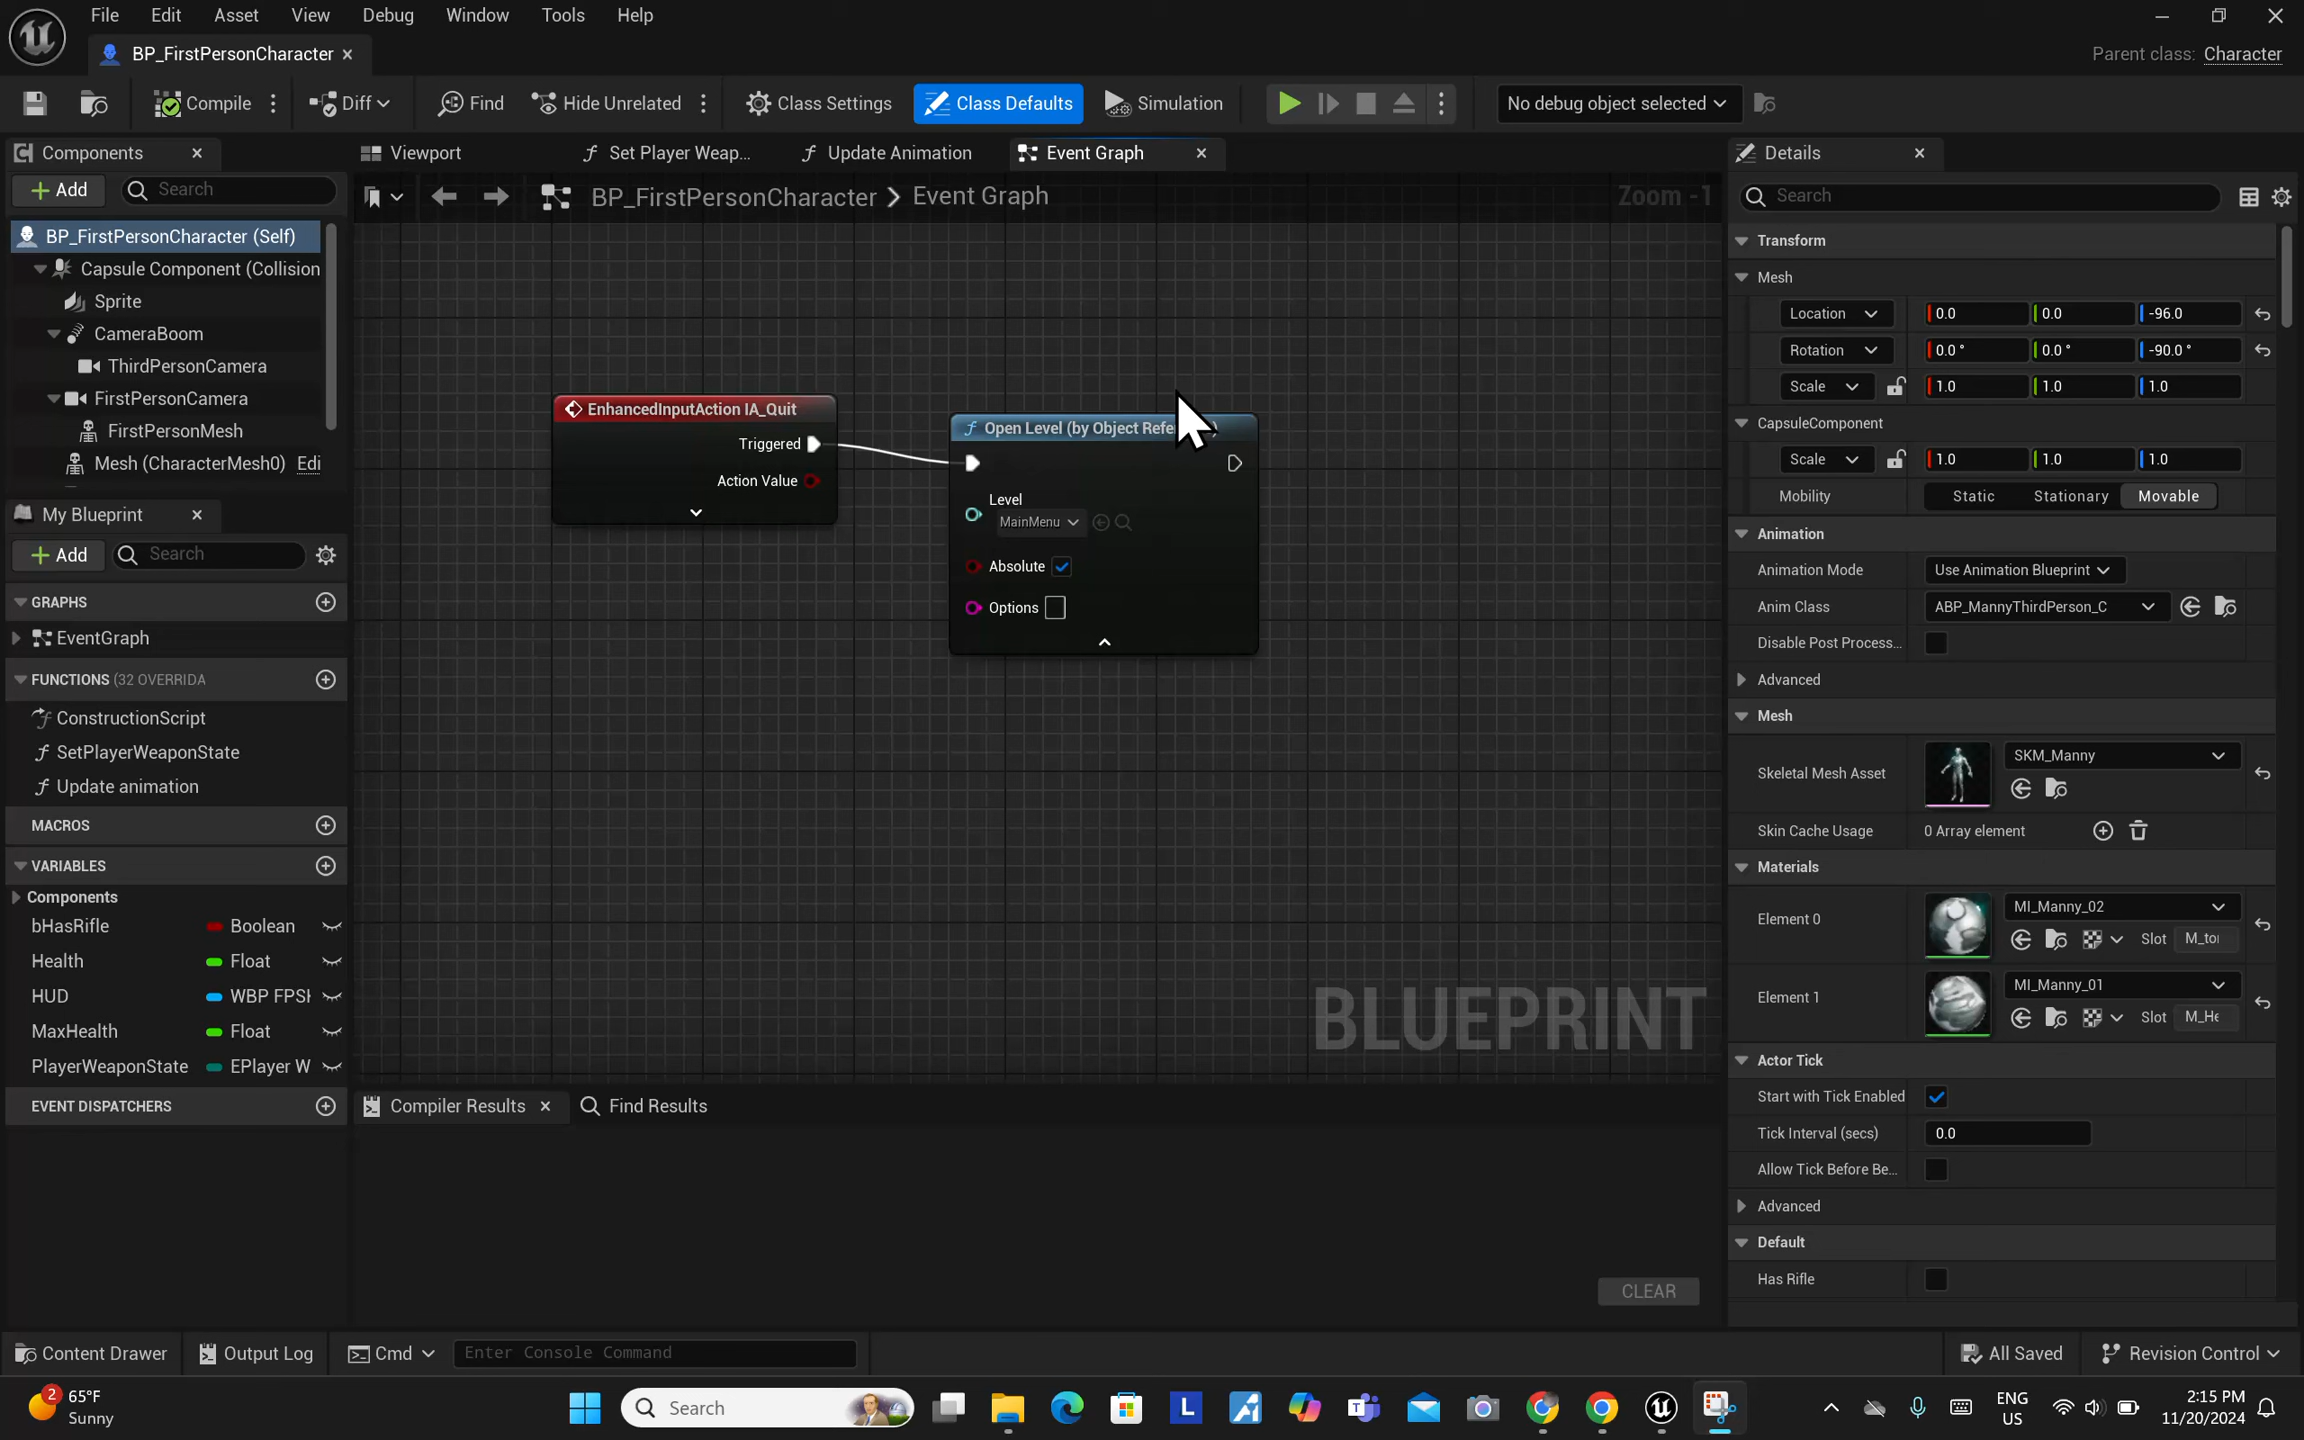 File Edit Asset View Debug Window Tools Help
BP_FirstPersonCharacter
Parent class: Character
Compile Diff Find Hide Unrelated Class Settings Class Defaults Simulation No debug object selected
Components
Add Search
BP_FirstPersonCharacter (Self)
Capsule Component (Collision
Sprite
CameraBoom
ThirdPersonCamera
FirstPersonCamera
FirstPersonMesh
Mesh (CharacterMesh0) Edi
My Blueprint
Add Search
GRAPHS
EventGraph
FUNCTIONS (32 OVERRIDA
ConstructionScript
SetPlayerWeaponState
Update animation
MACROS
VARIABLES
Components
bHasRifle Boolean
Health Float
HUD WBP FPSH
MaxHealth Float
PlayerWeaponState EPlayer W
EVENT DISPATCHERS
Viewport Set Player Weap... Update Animation Event Graph
BP_FirstPersonCharacter > Event Graph
Zoom -1
EnhancedInputAction IA_Quit
Triggered
Action Value
Open Level (by Object Refe
Level
MainMenu
Absolute
Options
BLUEPRINT
Compiler Results Find Results
CLEAR
Details
Search
Transform
Mesh
Location 0.0 0.0 -96.0
Rotation 0.0 ° 0.0 ° -90.0 °
Scale 1.0 1.0 1.0
CapsuleComponent
Scale 1.0 1.0 1.0
Mobility Static Stationary Movable
Animation
Animation Mode Use Animation Blueprint
Anim Class ABP_MannyThirdPerson_C
Disable Post Process...
Advanced
Mesh
Skeletal Mesh Asset SKM_Manny
Skin Cache Usage 0 Array element
Materials
Element 0 MI_Manny_02
Slot M_tor
Element 1 MI_Manny_01
Slot M_He
Actor Tick
Start with Tick Enabled
Tick Interval (secs) 0.0
Allow Tick Before Be...
Advanced
Default
Has Rifle
Content Drawer Output Log Cmd Enter Console Command All Saved Revision Control
2 65°F
Sunny
Search
L
ENG
US
2:15 PM
11/20/2024